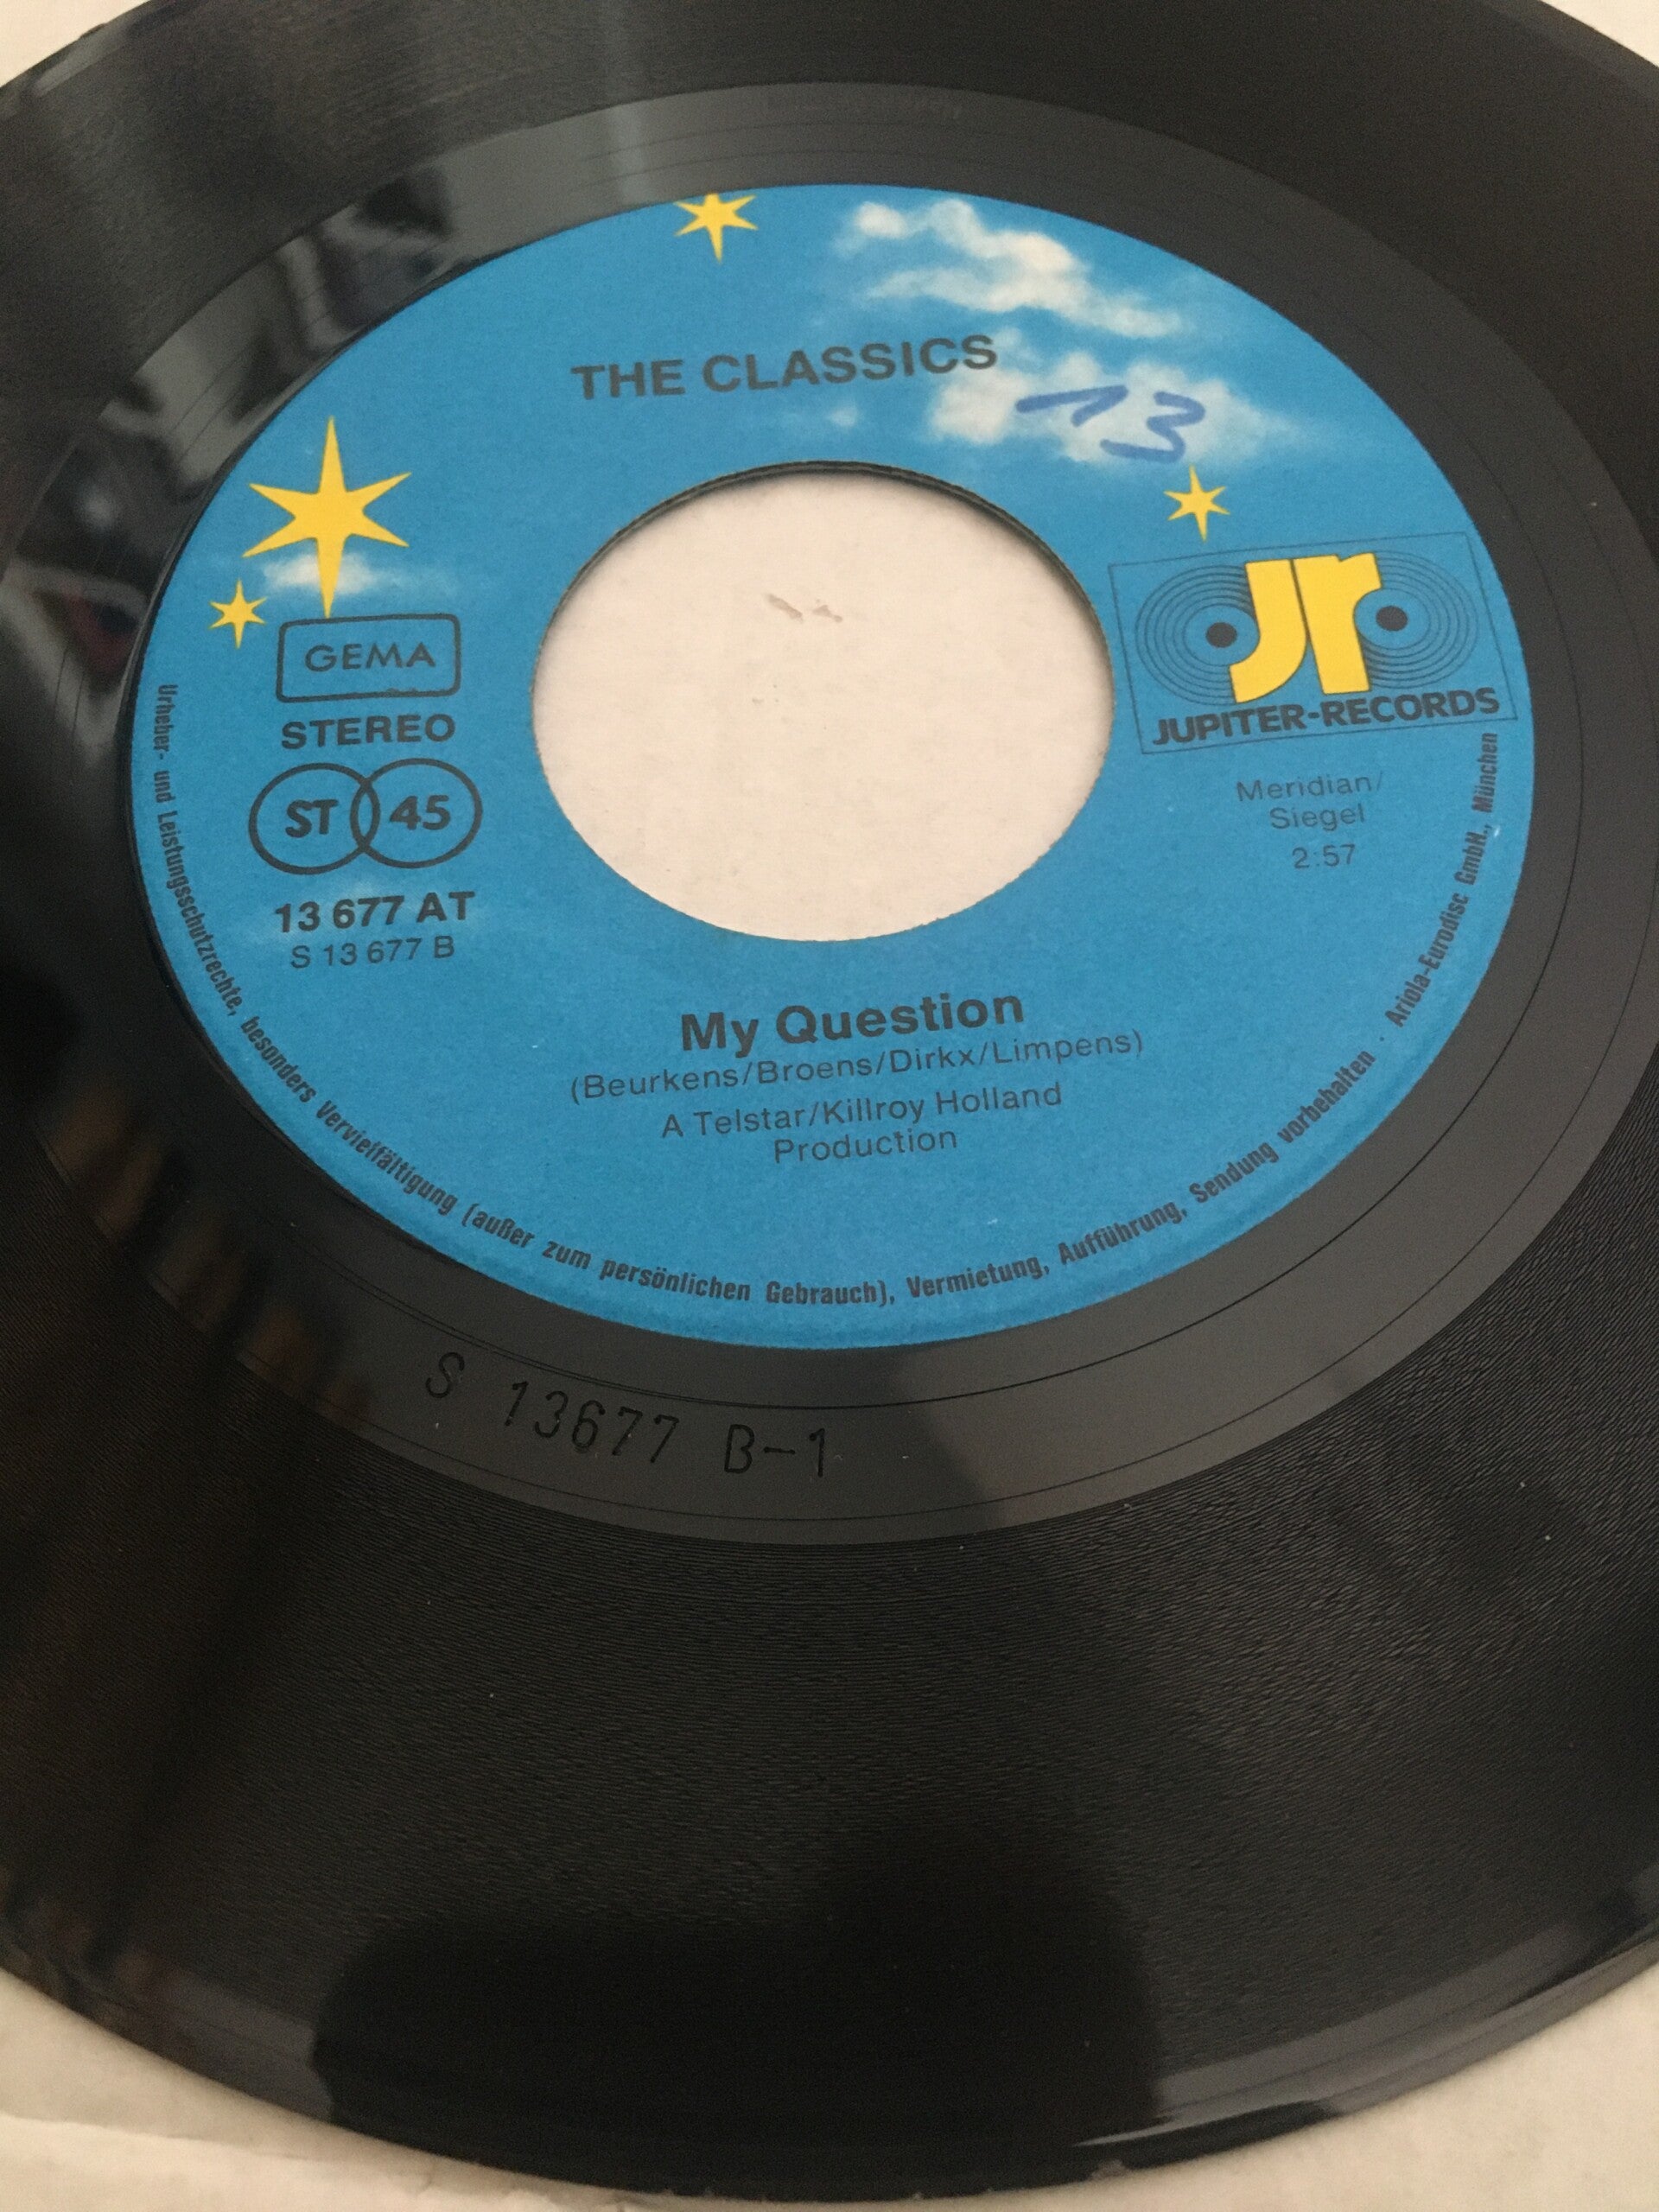 THE CLASSICS
13
GEMA
STEREO
ST 45
13 677 AT
S 13 677 B
jr
JUPITER-RECORDS
Meridian/
Siegel
2:57
My Question
(Beurkens/Broens/Dirkx/Limpens)
A Telstar/Killroy Holland
Production
Urheber- und Leistungsschutzrechte, besonders Vervielfältigung (außer zum persönlichen Gebrauch), Vermietung, Aufführung, Sendung vorbehalten · Ariola-Eurodisc GmbH., München
S 13677 B-1